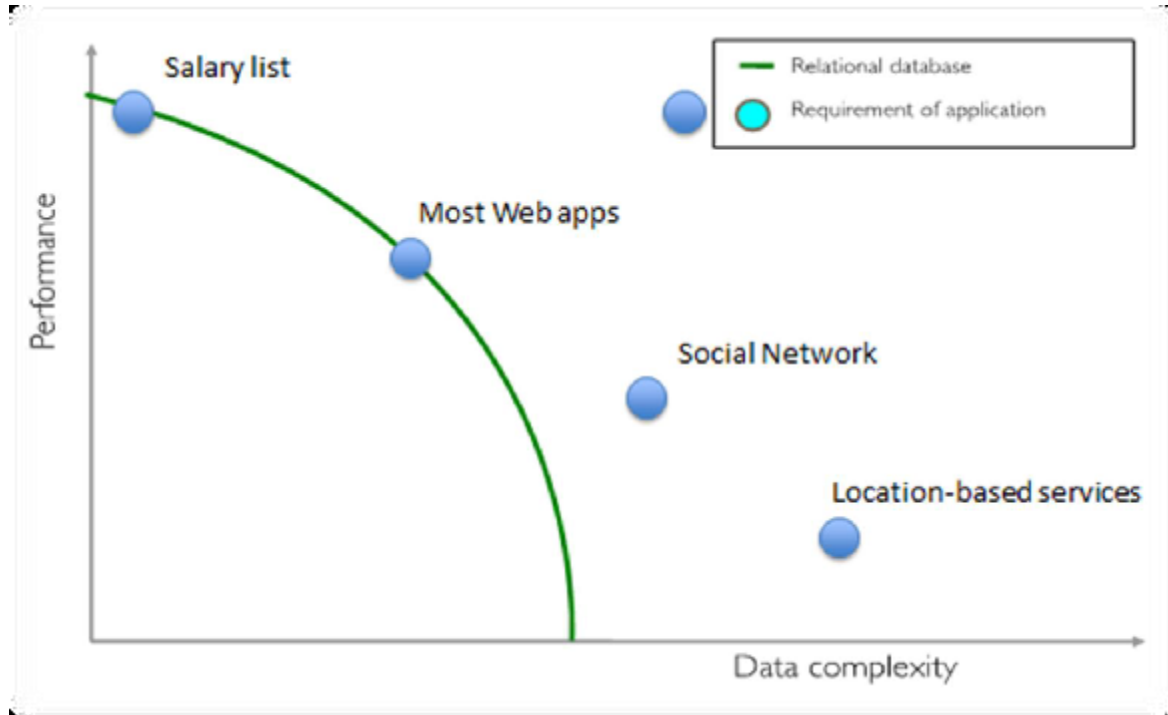 Salary list
Relational database
Requirement of application
Most Web apps
Performance
Social Network
Location-based services
Data complexity